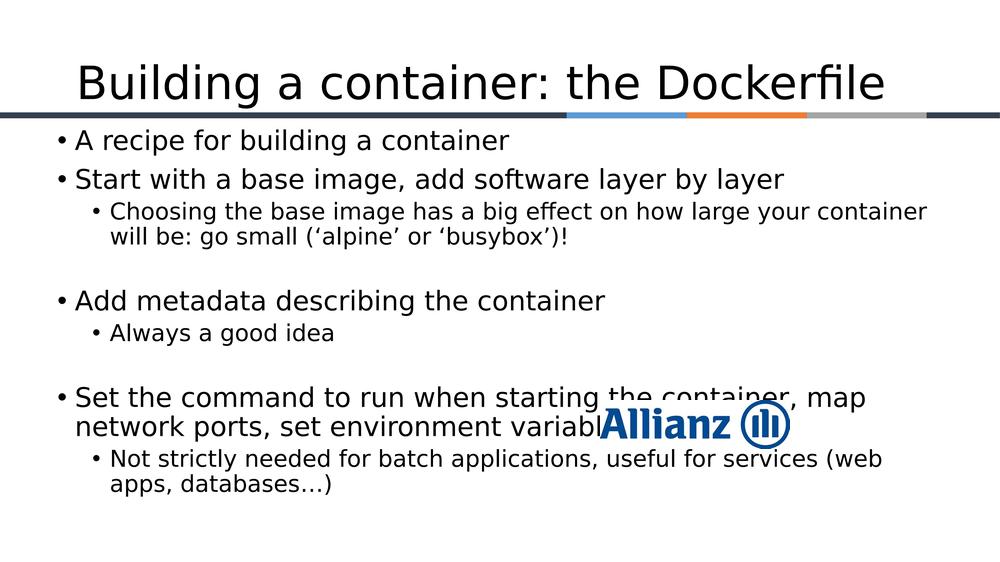 Building a container: the Dockerfile
• A recipe for building a container
• Start with a base image, add software layer by layer
• Choosing the base image has a big effect on how large your container
will be: go small (‘alpine’ or ‘busybox’)!
• Add metadata describing the container
• Always a good idea
• Set the command to run when starting the container, map
network ports, set environment Allianz
• Not strictly needed for batch applications, useful for services (web
apps, databases…)